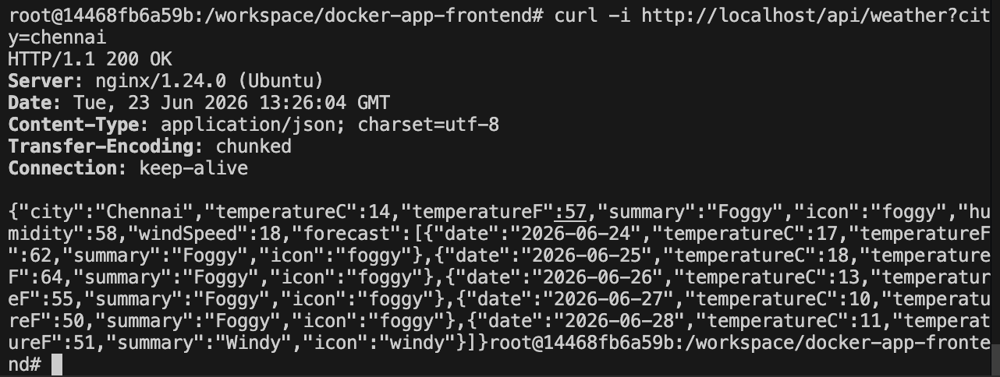 root@14468fb6a59b:/workspace/docker-app-frontend# curl -i http://localhost/api/weather?cit
y=chennai
HTTP/1.1 200 OK
Server: nginx/1.24.0 (Ubuntu)
Date: Tue, 23 Jun 2026 13:26:04 GMT
Content-Type: application/json; charset=utf-8
Transfer-Encoding: chunked
Connection: keep-alive

{"city":"Chennai","temperatureC":14,"temperatureF":57,"summary":"Foggy","icon":"foggy","hu
midity":58,"windSpeed":18,"forecast":[{"date":"2026-06-24","temperatureC":17,"temperatureF
":62,"summary":"Foggy","icon":"foggy"},{"date":"2026-06-25","temperatureC":18,"temperature
F":64,"summary":"Foggy","icon":"foggy"},{"date":"2026-06-26","temperatureC":13,"temperatur
eF":55,"summary":"Foggy","icon":"foggy"},{"date":"2026-06-27","temperatureC":10,"temperatu
reF":50,"summary":"Foggy","icon":"foggy"},{"date":"2026-06-28","temperatureC":11,"temperat
ureF":51,"summary":"Windy","icon":"windy"}]}root@14468fb6a59b:/workspace/docker-app-fronte
nd#